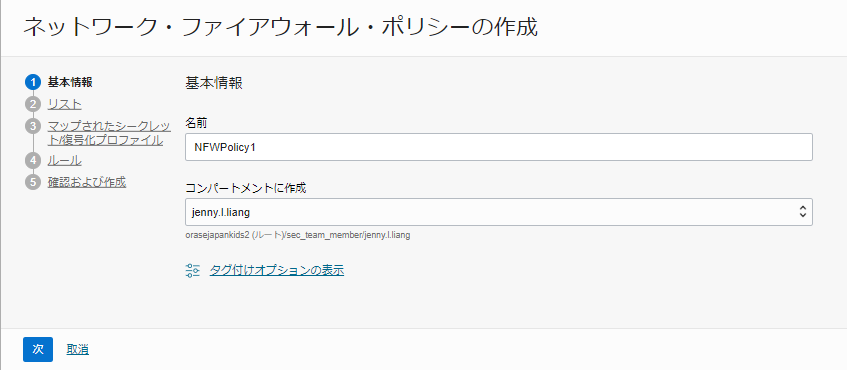 ネットワーク・ファイアウォール・ポリシーの作成
1 基本情報
2 リスト
3 マップされたシークレッ
ト/復号化プロファイル
4 ルール
5 確認および作成
基本情報
名前
NFWPolicy1
コンパートメントに作成
jenny.l.liang
orasejapankids2 (ルート)/sec_team_member/jenny.l.liang
タグ付けオプションの表示
次
取消